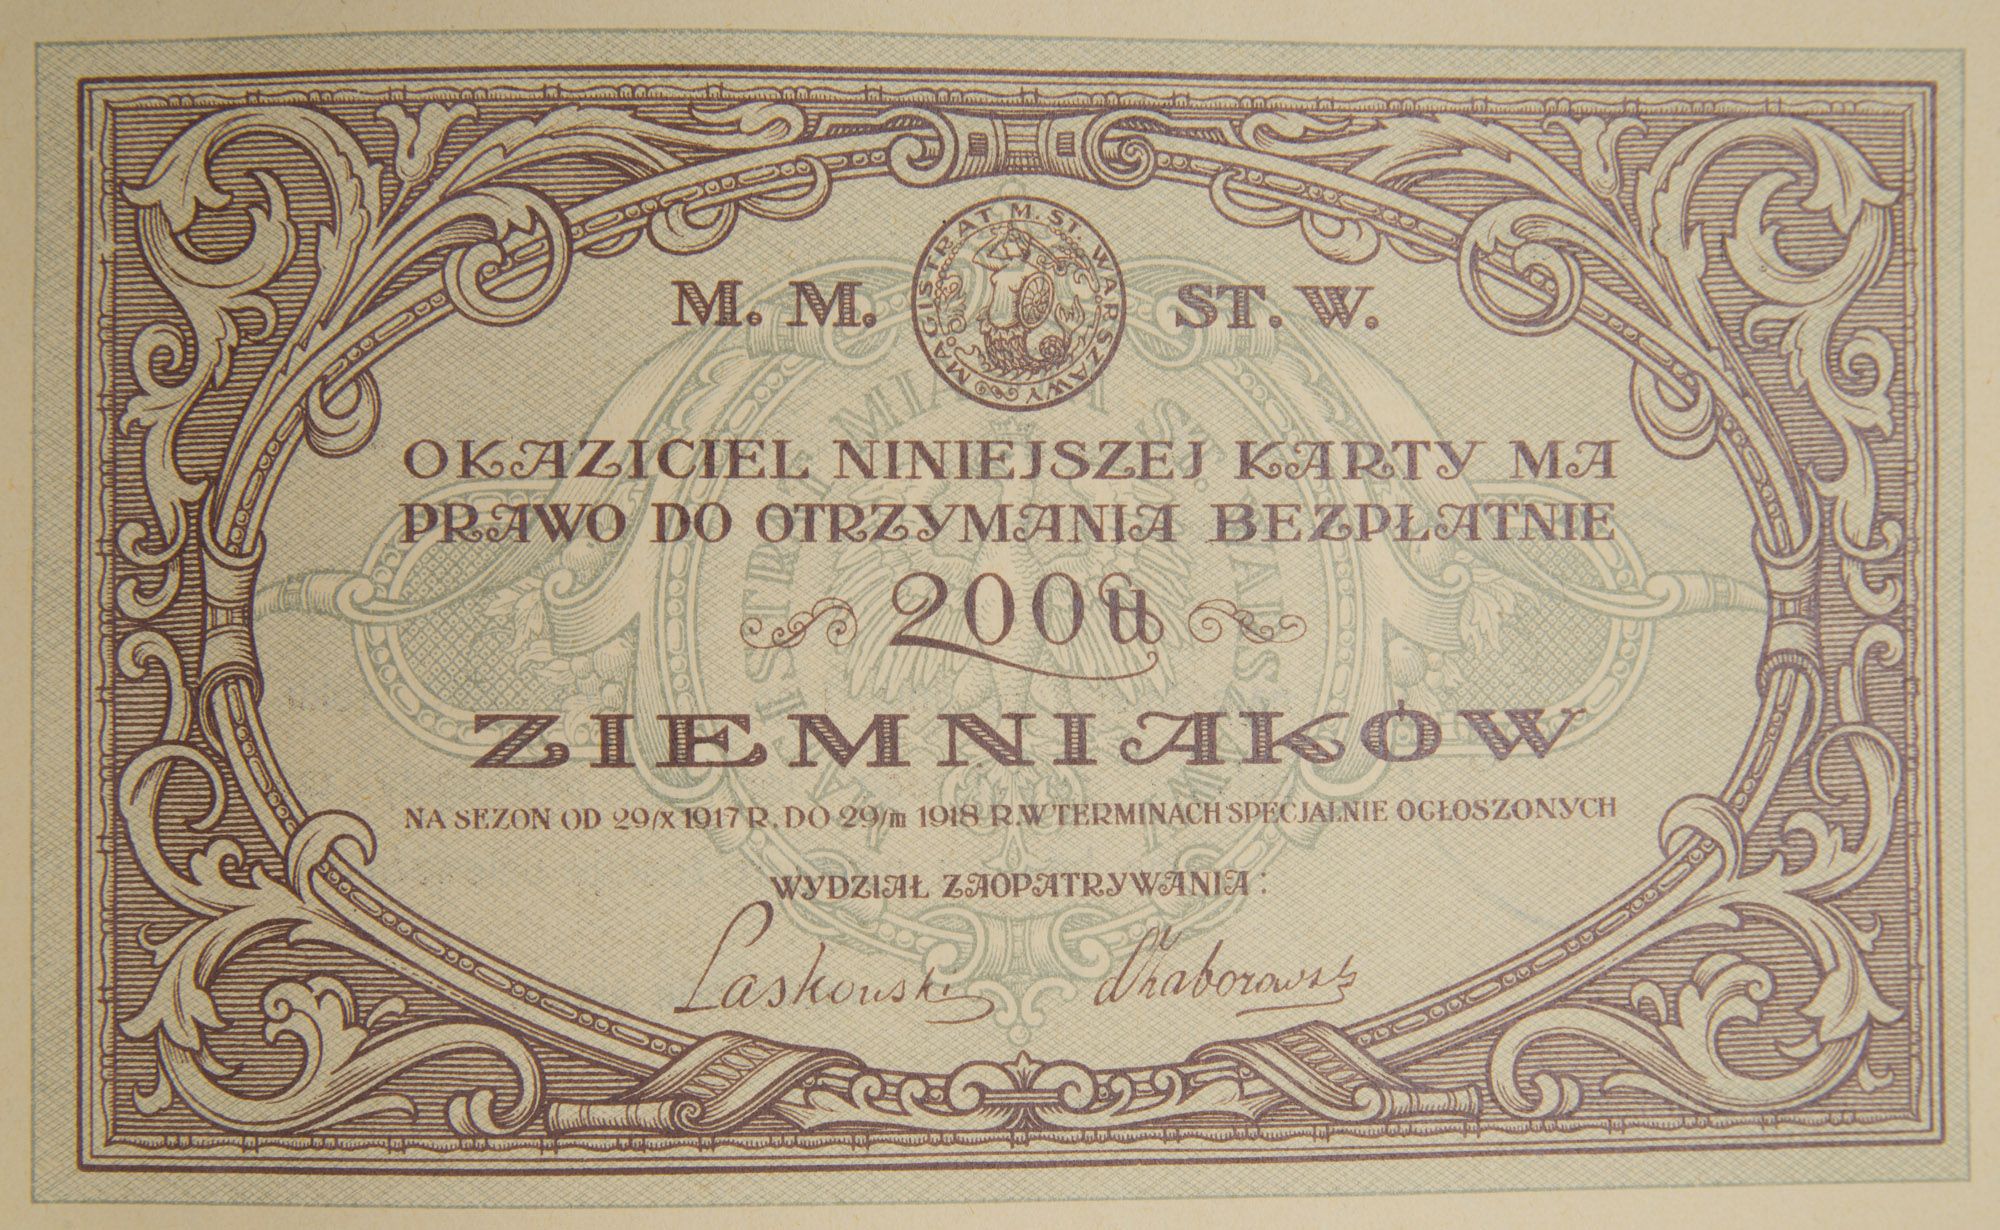 MAGISTRAT M. ST. WARSZAWY
M. M. ST. W.
OKAZICIEL NINIEJSZEJ KARTY MA
PRAWO DO OTRZYMANIA BEZPŁATNIE
200 ℔
ZIEMNIAKÓW
NA SEZON OD 29/X 1917 R. DO 29/III 1918 R. W TERMINACH SPECJALNIE OGŁOSZONYCH
WYDZIAŁ ZAOPATRYWANIA:
Laskowski